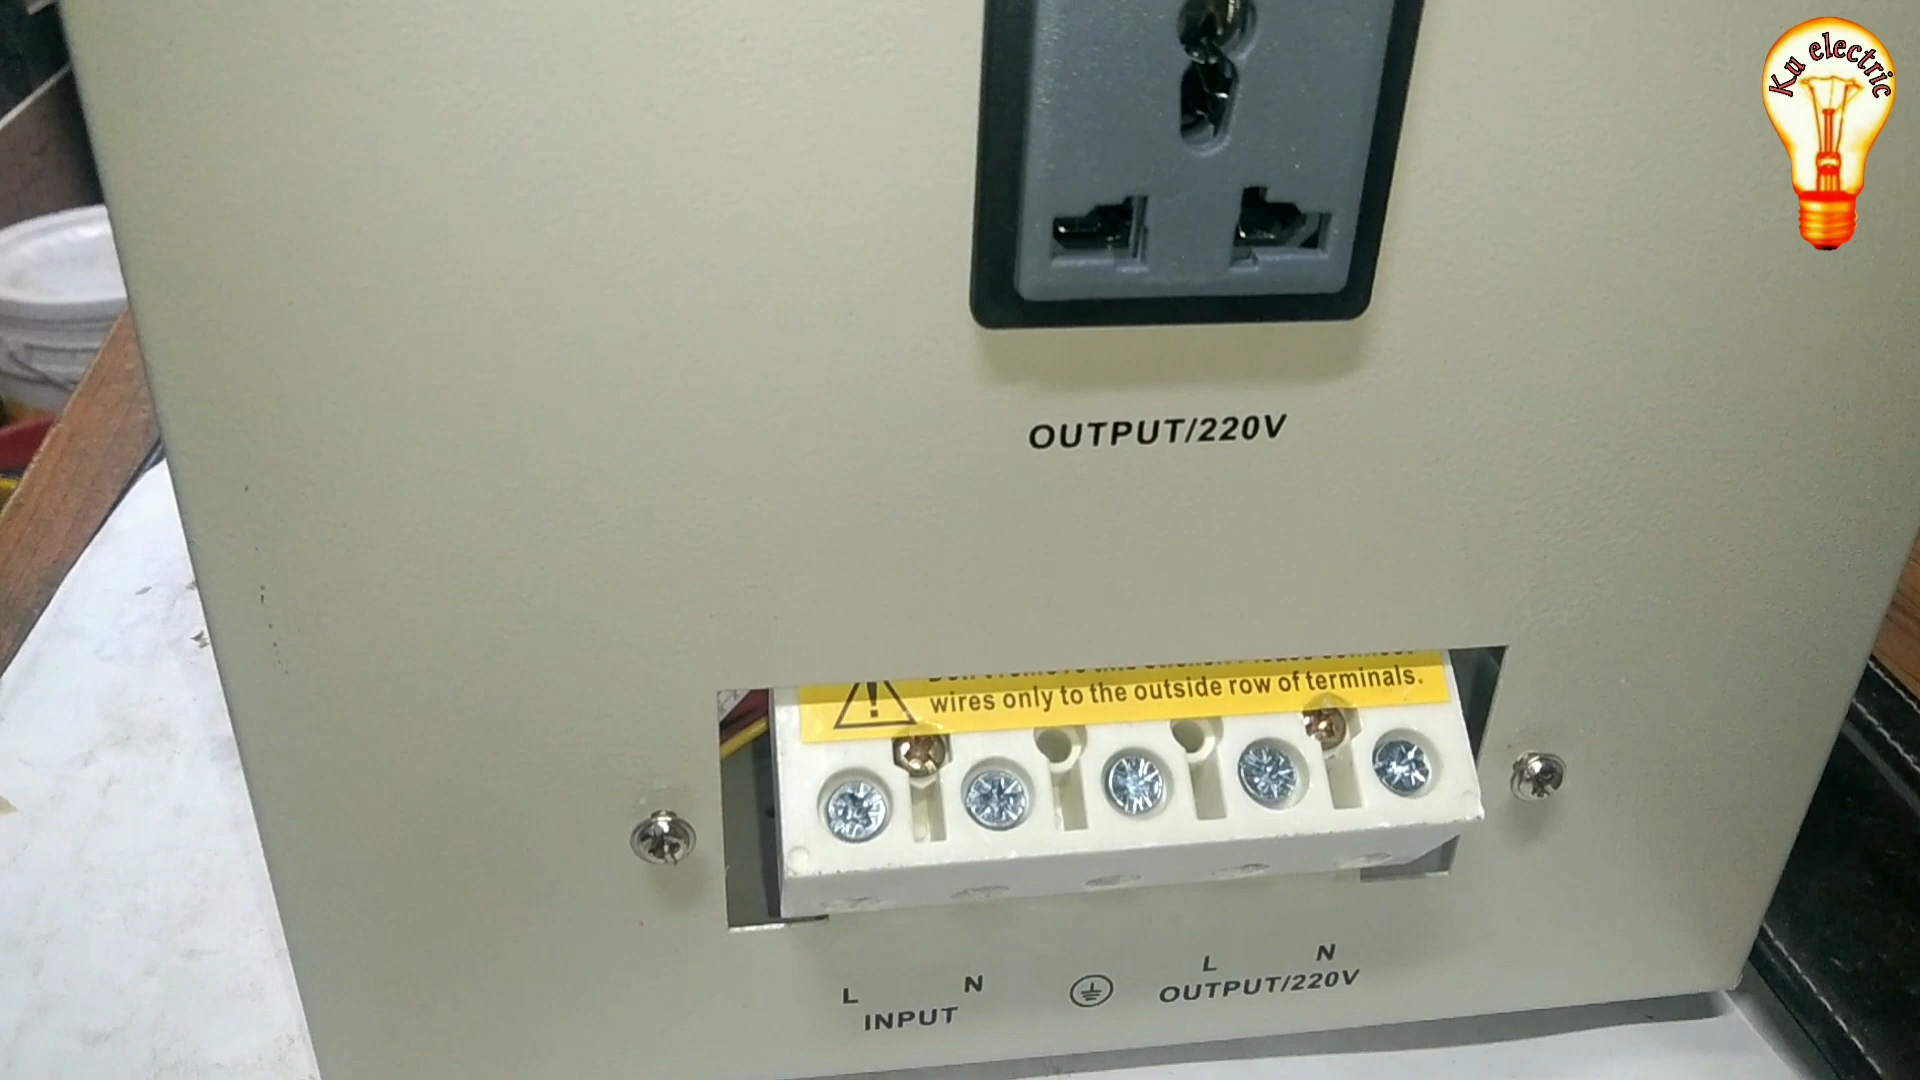 Ku electric
OUTPUT/220V
wires only to the outside row of terminals.
L N L N
INPUT OUTPUT/220V